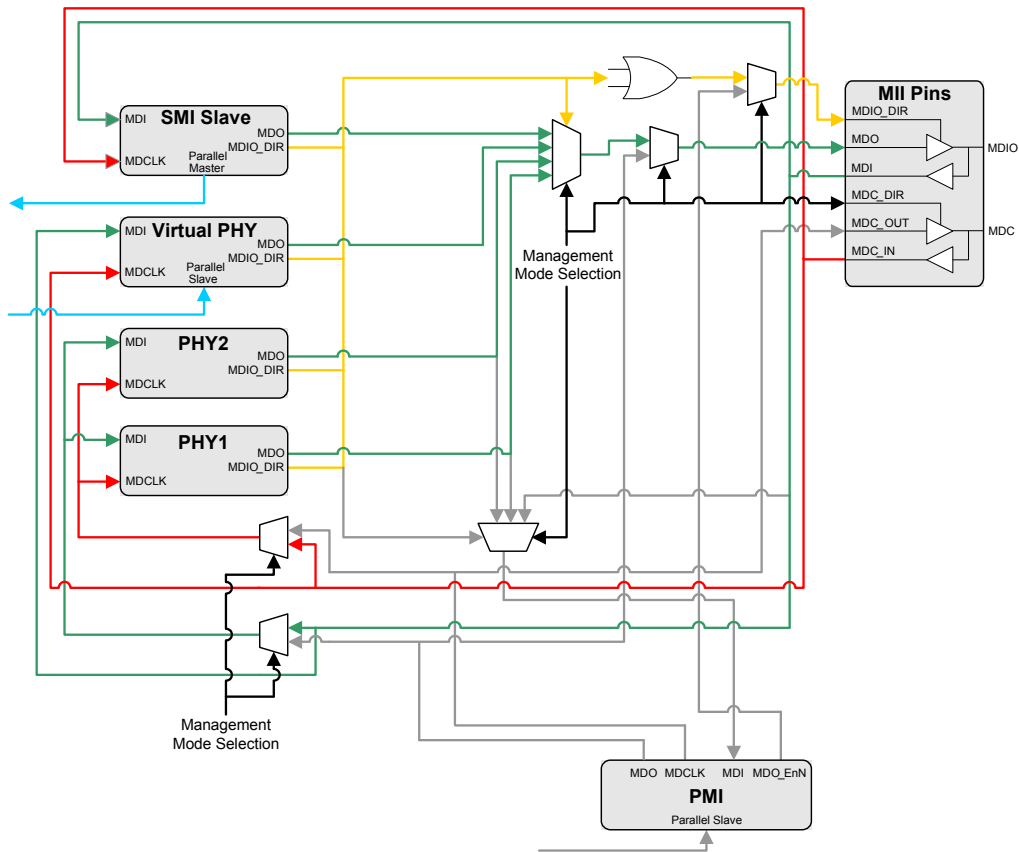 MII Pins
MDIO_DIR
MDO
MDIO
MDI
MDC_DIR
MDC_OUT
MDC
MDC_IN
SMI Slave
MDI
MDO
MDIO_DIR
MDCLK
Parallel
Master
Virtual PHY
MDI
MDO
MDIO_DIR
MDCLK
Parallel
Slave
Management
Mode Selection
PHY2
MDI
MDO
MDIO_DIR
MDCLK
PHY1
MDI
MDO
MDIO_DIR
MDCLK
Management
Mode Selection
MDO MDCLK MDI MDO_EnN
PMI
Parallel Slave